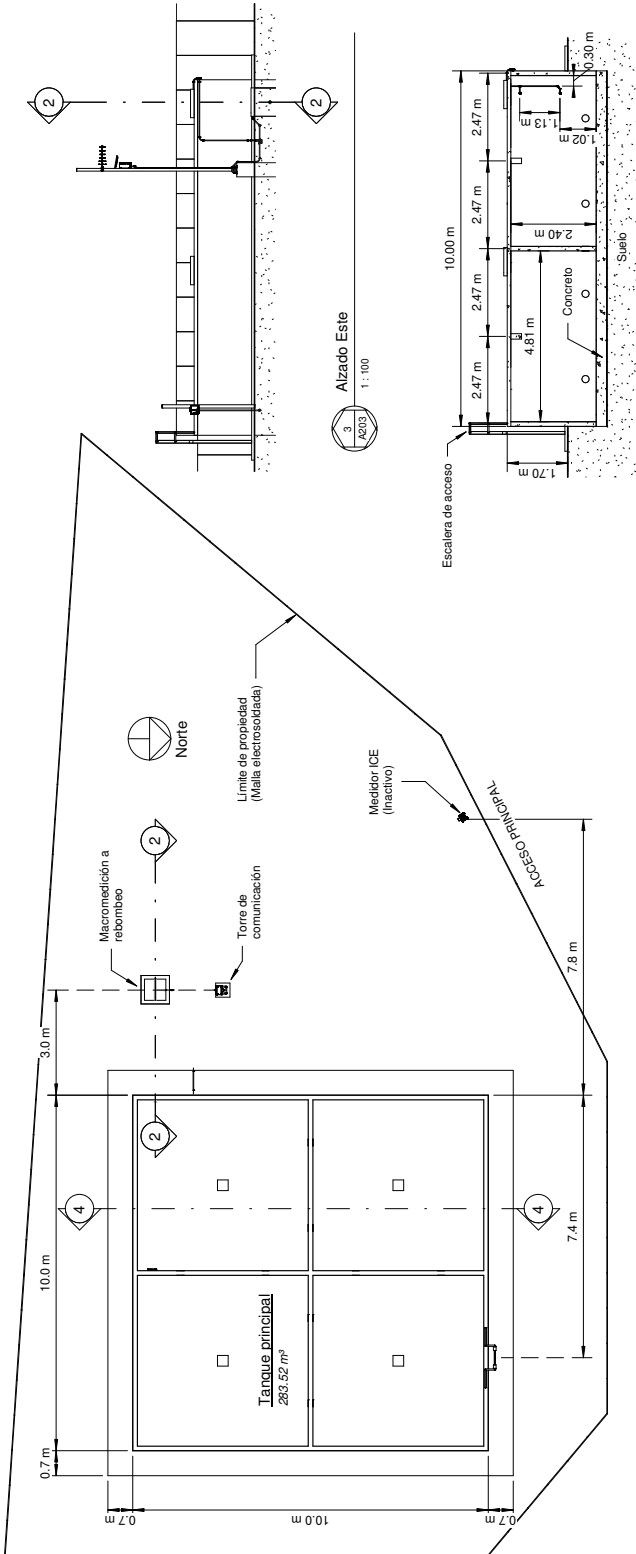 2
2
Alzado Este
1 : 100
3
A203
10.00 m
2.47 m
2.47 m
2.47 m
2.47 m
0.30 m
1.13 m
1.02 m
2.40 m
4.81 m
1.70 m
Concreto
Suelo
Escalera de acceso
Norte
Límite de propiedad
(Malla electrosoldada)
Medidor ICE
(Inactivo)
ACCESO PRINCIPAL
Macromedición a
rebombeo
Torre de
comunicación
2
2
3.0 m
7.8 m
4
4
10.0 m
7.4 m
Tanque principal
283.52 m³
0.7 m
0.7 m
10.0 m
0.7 m